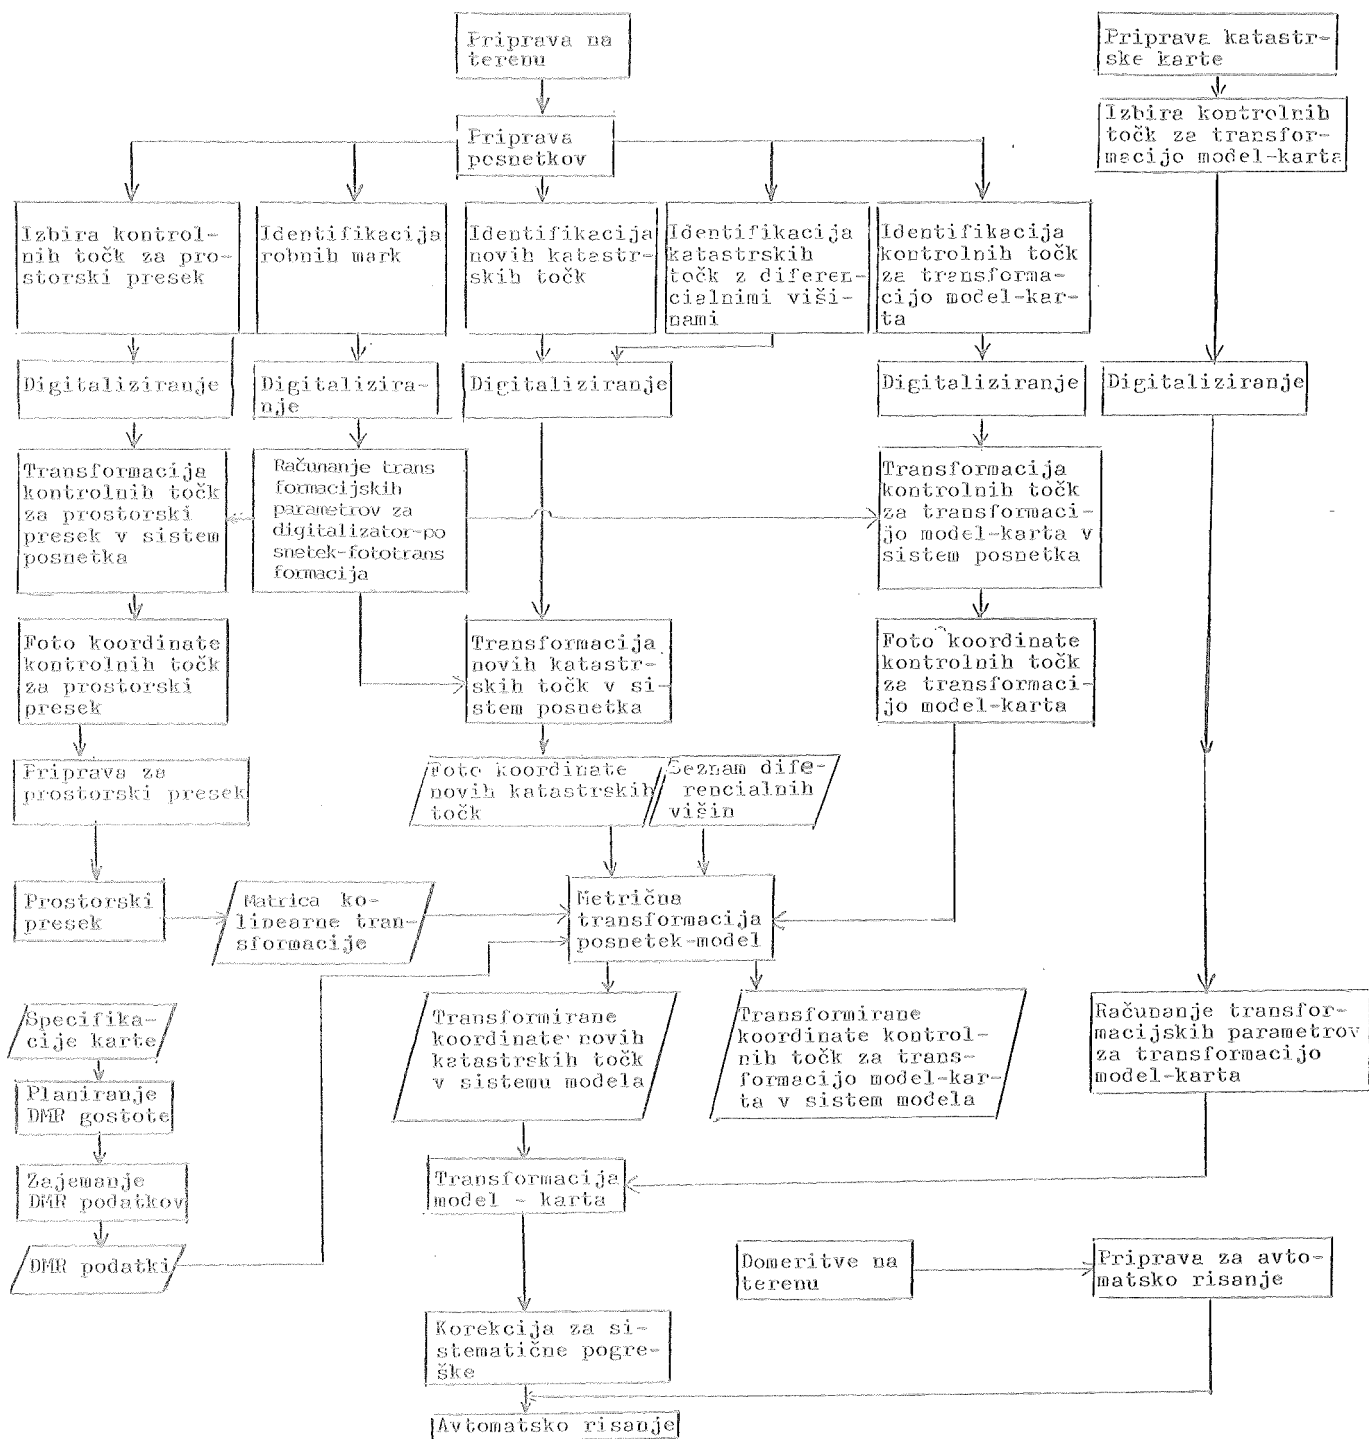 Priprava na
terenu
Priprava katastr-
ske karte
Priprava
posnetkov
Izbira kontrolnih
točk za transfor-
macijo model-karta
Izbira kontrol-
nih točk za pro-
storski presek
Identifikacija
robnih mark
Identifikacija
novih katastr-
skih točk
Identifikacija
katastrskih
točk z diferen-
cialnimi viši-
nami
Identifikacija
kontrolnih točk
za transforma-
cijo model-kar-
ta
Digitaliziranje
Digitalizira-
nje
Digitaliziranje
Digitaliziranje
Digitaliziranje
Transformacija
kontrolnih točk
za prostorski
presek v sistem
posnetka
Računanje trans
formacijskih
parametrov za
digitalizator-po
snetek-fototrans
formacija
Transformacija
kontrolnih točk
za transformaci-
jo model-karta v
sistem posnetka
Foto koordinate
kontrolnih točk
za prostorski
presek
Transformacija
novih katastr-
skih točk v si-
stem posnetka
Foto koordinate
kontrolnih točk
za transformaci-
jo model-karta
Priprava za
prostorski presek
Foto koordinate
novih katastrskih
točk
Seznam dife-
rencialnih
višin
Prostorski
presek
Matrica ko-
linearne tran-
sformacije
Metrična
transformacija
posnetek-model
Specifika-
cije karte
Transformirane
koordinate novih
katastrskih točk
v sistemu modela
Transformirane
koordinate kontrol-
nih točk za trans-
formacijo model-kar-
ta v sistem modela
Računanje transfor-
macijskih parametrov
za transformacijo
model-karta
Planiranje
DMR gostote
Zajemanje
DMR podatkov
Transformacija
model - karta
DMR podatki
Domeritve na
terenu
Priprava za avto-
matsko risanje
Korekcija za si-
stematične pogre-
ške
Avtomatsko risanje